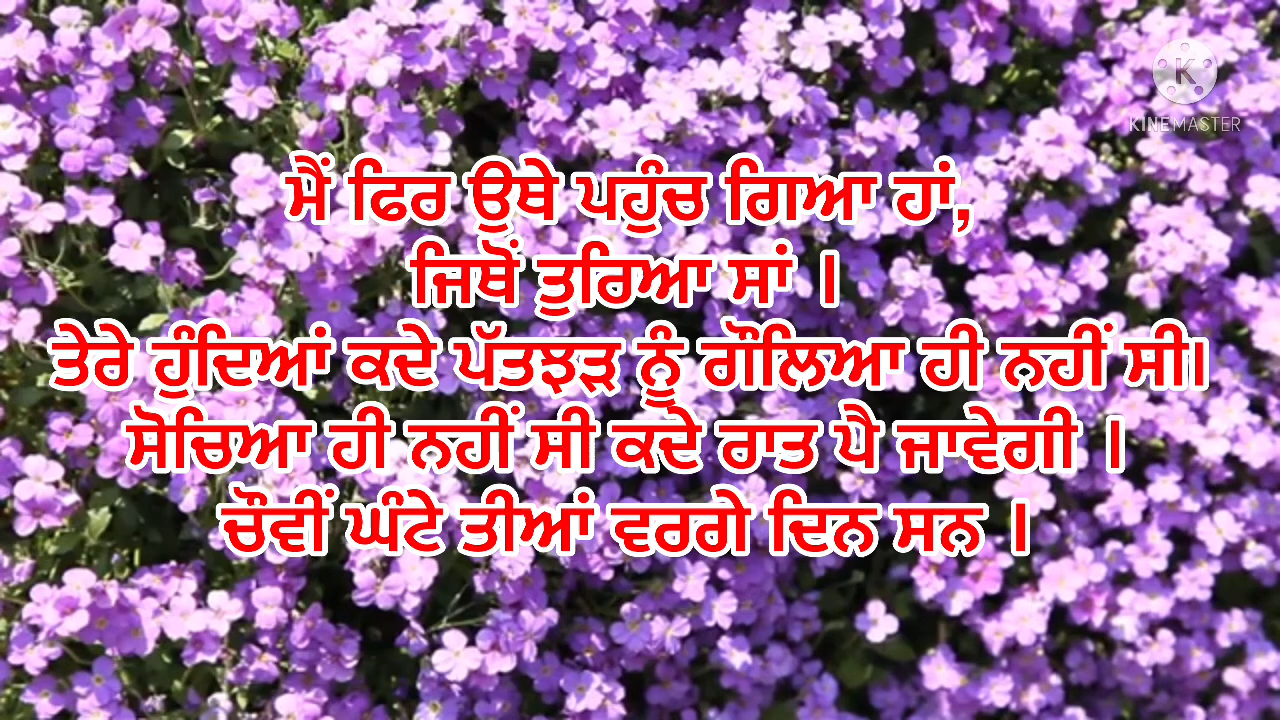 KINEMASTER
ਮੈਂ ਫਿਰ ਉਥੇ ਪਹੁੰਚ ਗਿਆ ਹਾਂ,
ਜਿਥੋਂ ਤੁਰਿਆ ਸਾਂ ।
ਤੇਰੇ ਹੁੰਦਿਆਂ ਕਦੇ ਪੱਤਝੜ ਨੂੰ ਗੌਲਿਆ ਹੀ ਨਹੀਂ ਸੀ।
ਸੋਚਿਆ ਹੀ ਨਹੀਂ ਸੀ ਕਦੇ ਰਾਤ ਪੈ ਜਾਵੇਗੀ ।
ਚੌਵੀਂ ਘੰਟੇ ਤੀਆਂ ਵਰਗੇ ਦਿਨ ਸਨ ।